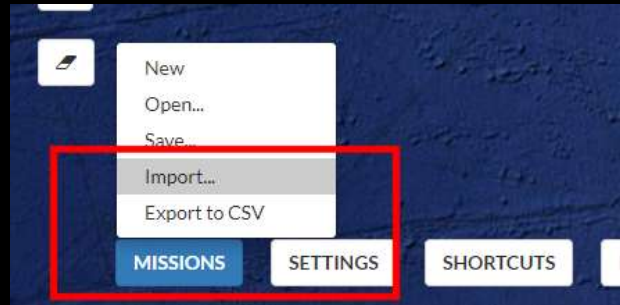 New
Open...
Save...
Import...
Export to CSV
MISSIONS SETTINGS SHORTCUTS